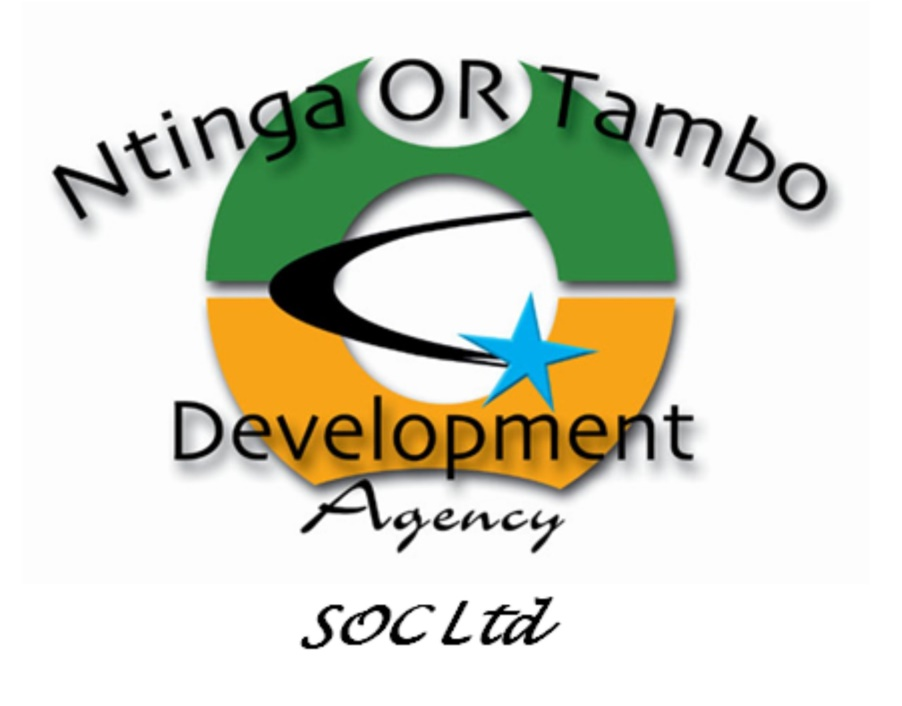 Ntinga OR Tambo
Development
Agency
SOC Ltd